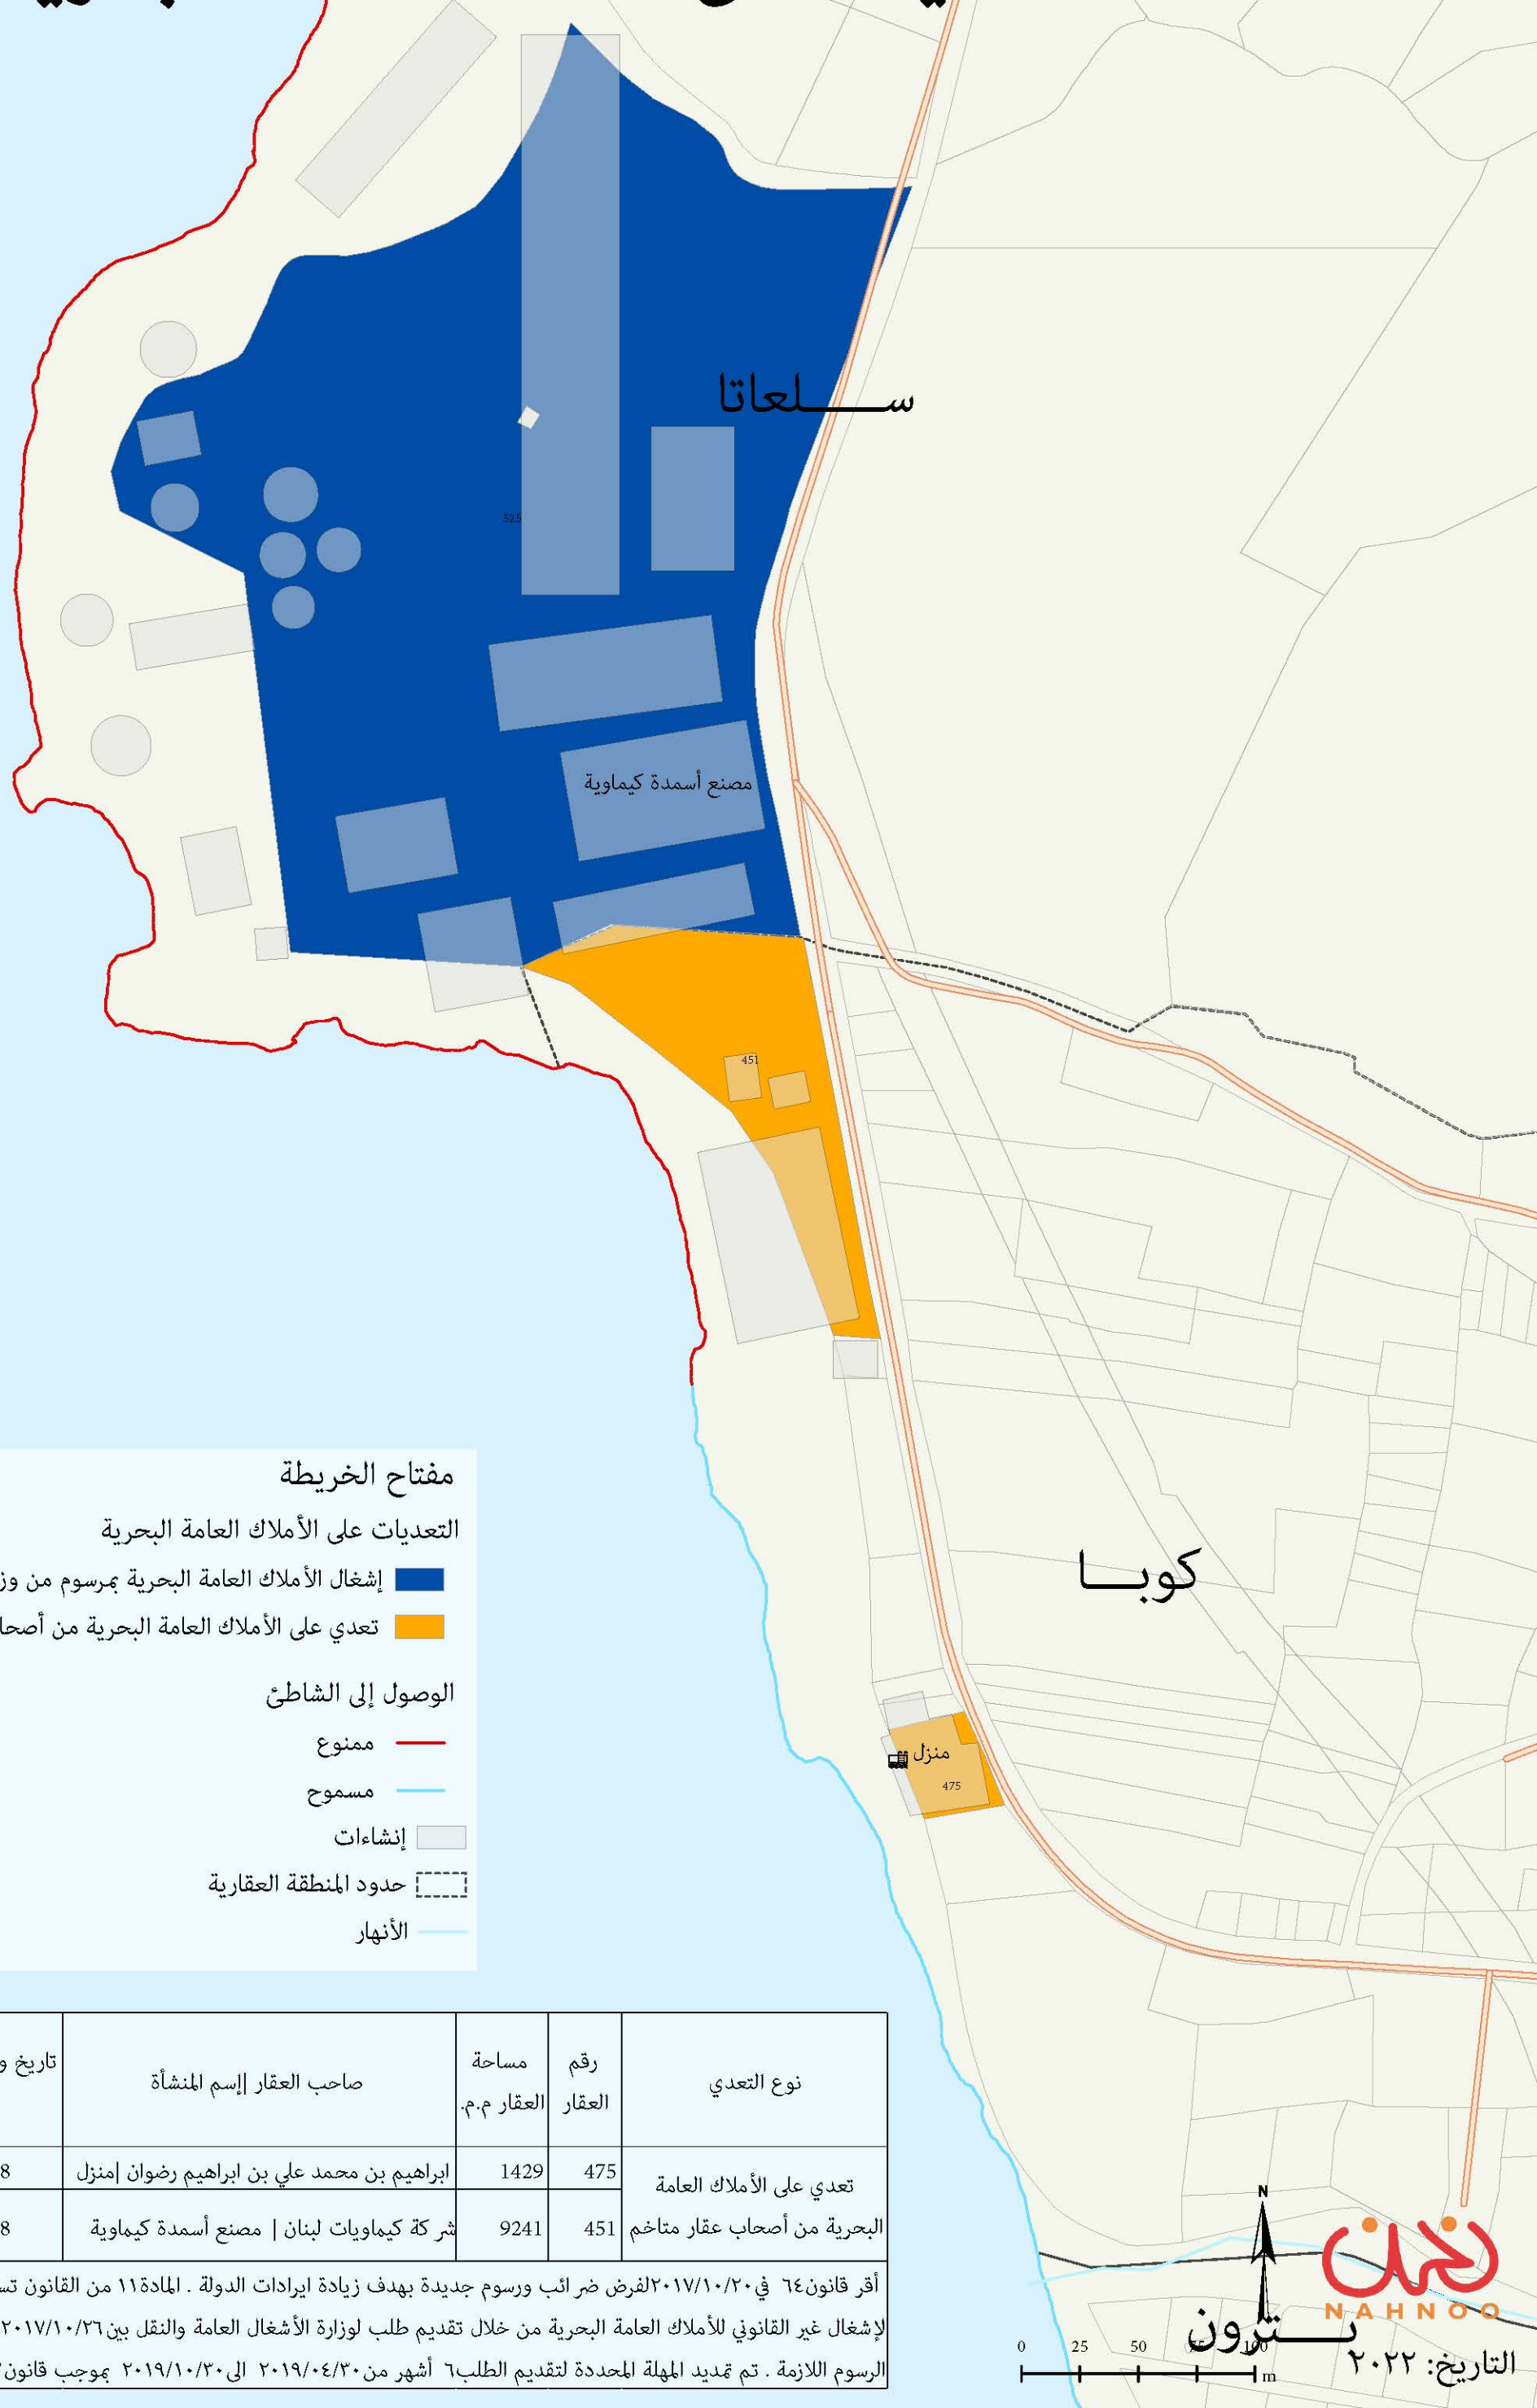 سلعاتا
525
مصنع أسمدة كيماوية
451
كوبا
منزل
475
مفتاح الخريطة
التعديات على الأملاك العامة البحرية
إشغال الأملاك العامة البحرية بمرسوم من
تعدي على الأملاك العامة البحرية من
الوصول إلى الشاطئ
ممنوع
مسموح
إنشاءات
حدود المنطقة العقارية
الأنهار
نوع التعدي
رقم العقار
مساحة العقار م.م.
صاحب العقار |إسم المنشأة
تاريخ
تعدي على الأملاك العامة
البحرية من أصحاب عقار متاخم
475 1429 ابراهيم بن محمد علي بن ابراهيم رضوان |منزل 8
451 9241 شركة كيماويات لبنان | مصنع أسمدة كيماوية 8
أقر قانون٦٤ في٢٠١٧/١٠/٢٠لفرض ضرائب ورسوم جديدة بهدف زيادة ايرادات الدولة . المادة١١ من القانون
لإشغال غير القانوني للأملاك العامة البحرية من خلال تقديم طلب لوزارة الأشغال العامة والنقل بين٢٠١٧/١٠/٢٦
الرسوم اللازمة . تم تمديد المهلة المحددة لتقديم الطلب٦ أشهر من٢٠١٩/٠٤/٣٠ الى٢٠١٩/١٠/٣٠ بموجب قانون
N
نحن
NAHNOO
بترون
0 25 50 75 100 m
التاريخ: ٢٠٢٢